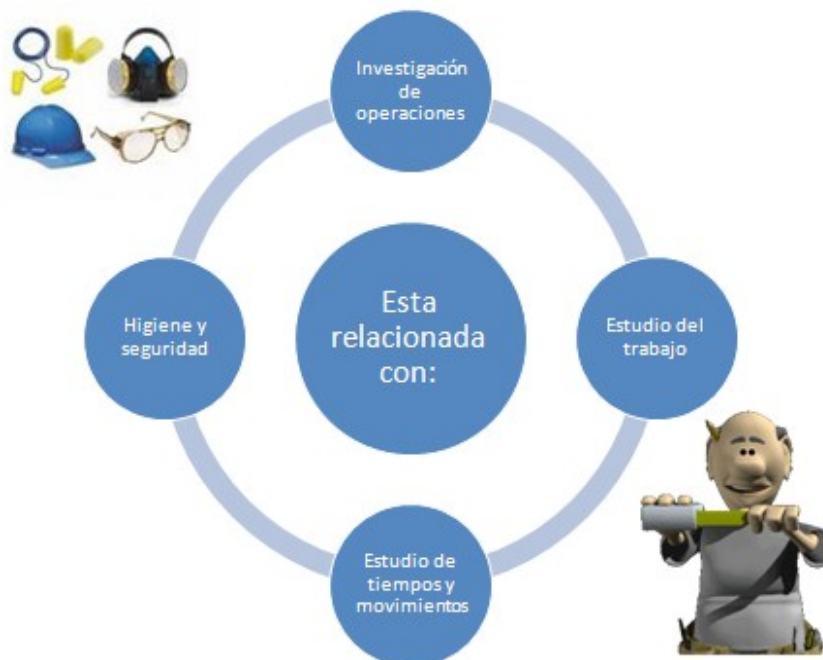 Investigación
de
operaciones
Esta
relacionada
con:
Higiene y
seguridad
Estudio del
trabajo
Estudio de
tiempos y
movimientos